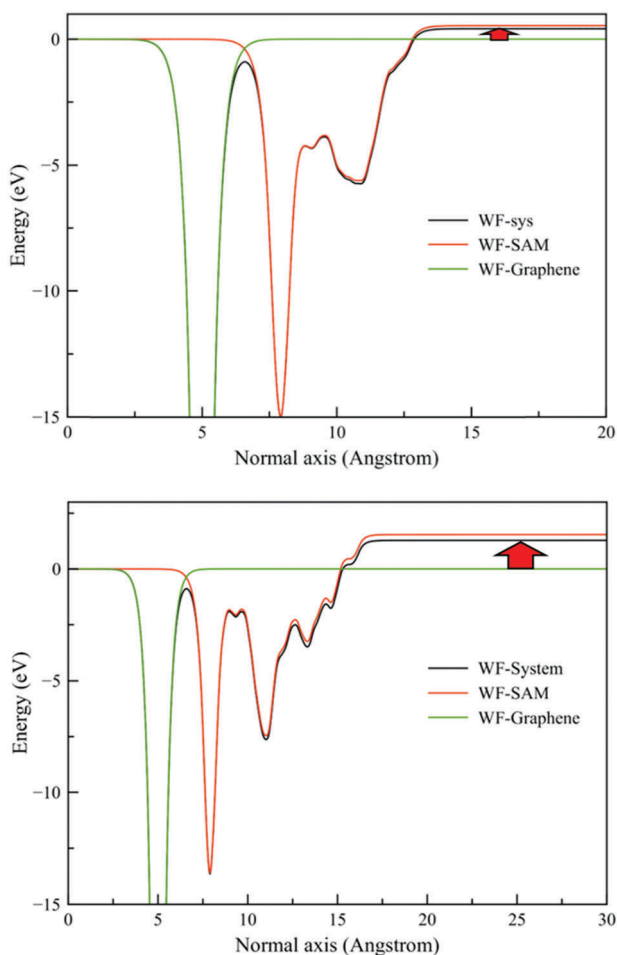 0
−5
−10
−15
Energy (eV)
WF-sys
WF-SAM
WF-Graphene
0
5
10
15
20
Normal axis (Angstrom)
0
−5
−10
−15
Energy (eV)
WF-System
WF-SAM
WF-Graphene
0
5
10
15
20
25
30
Normal axis (Angstrom)